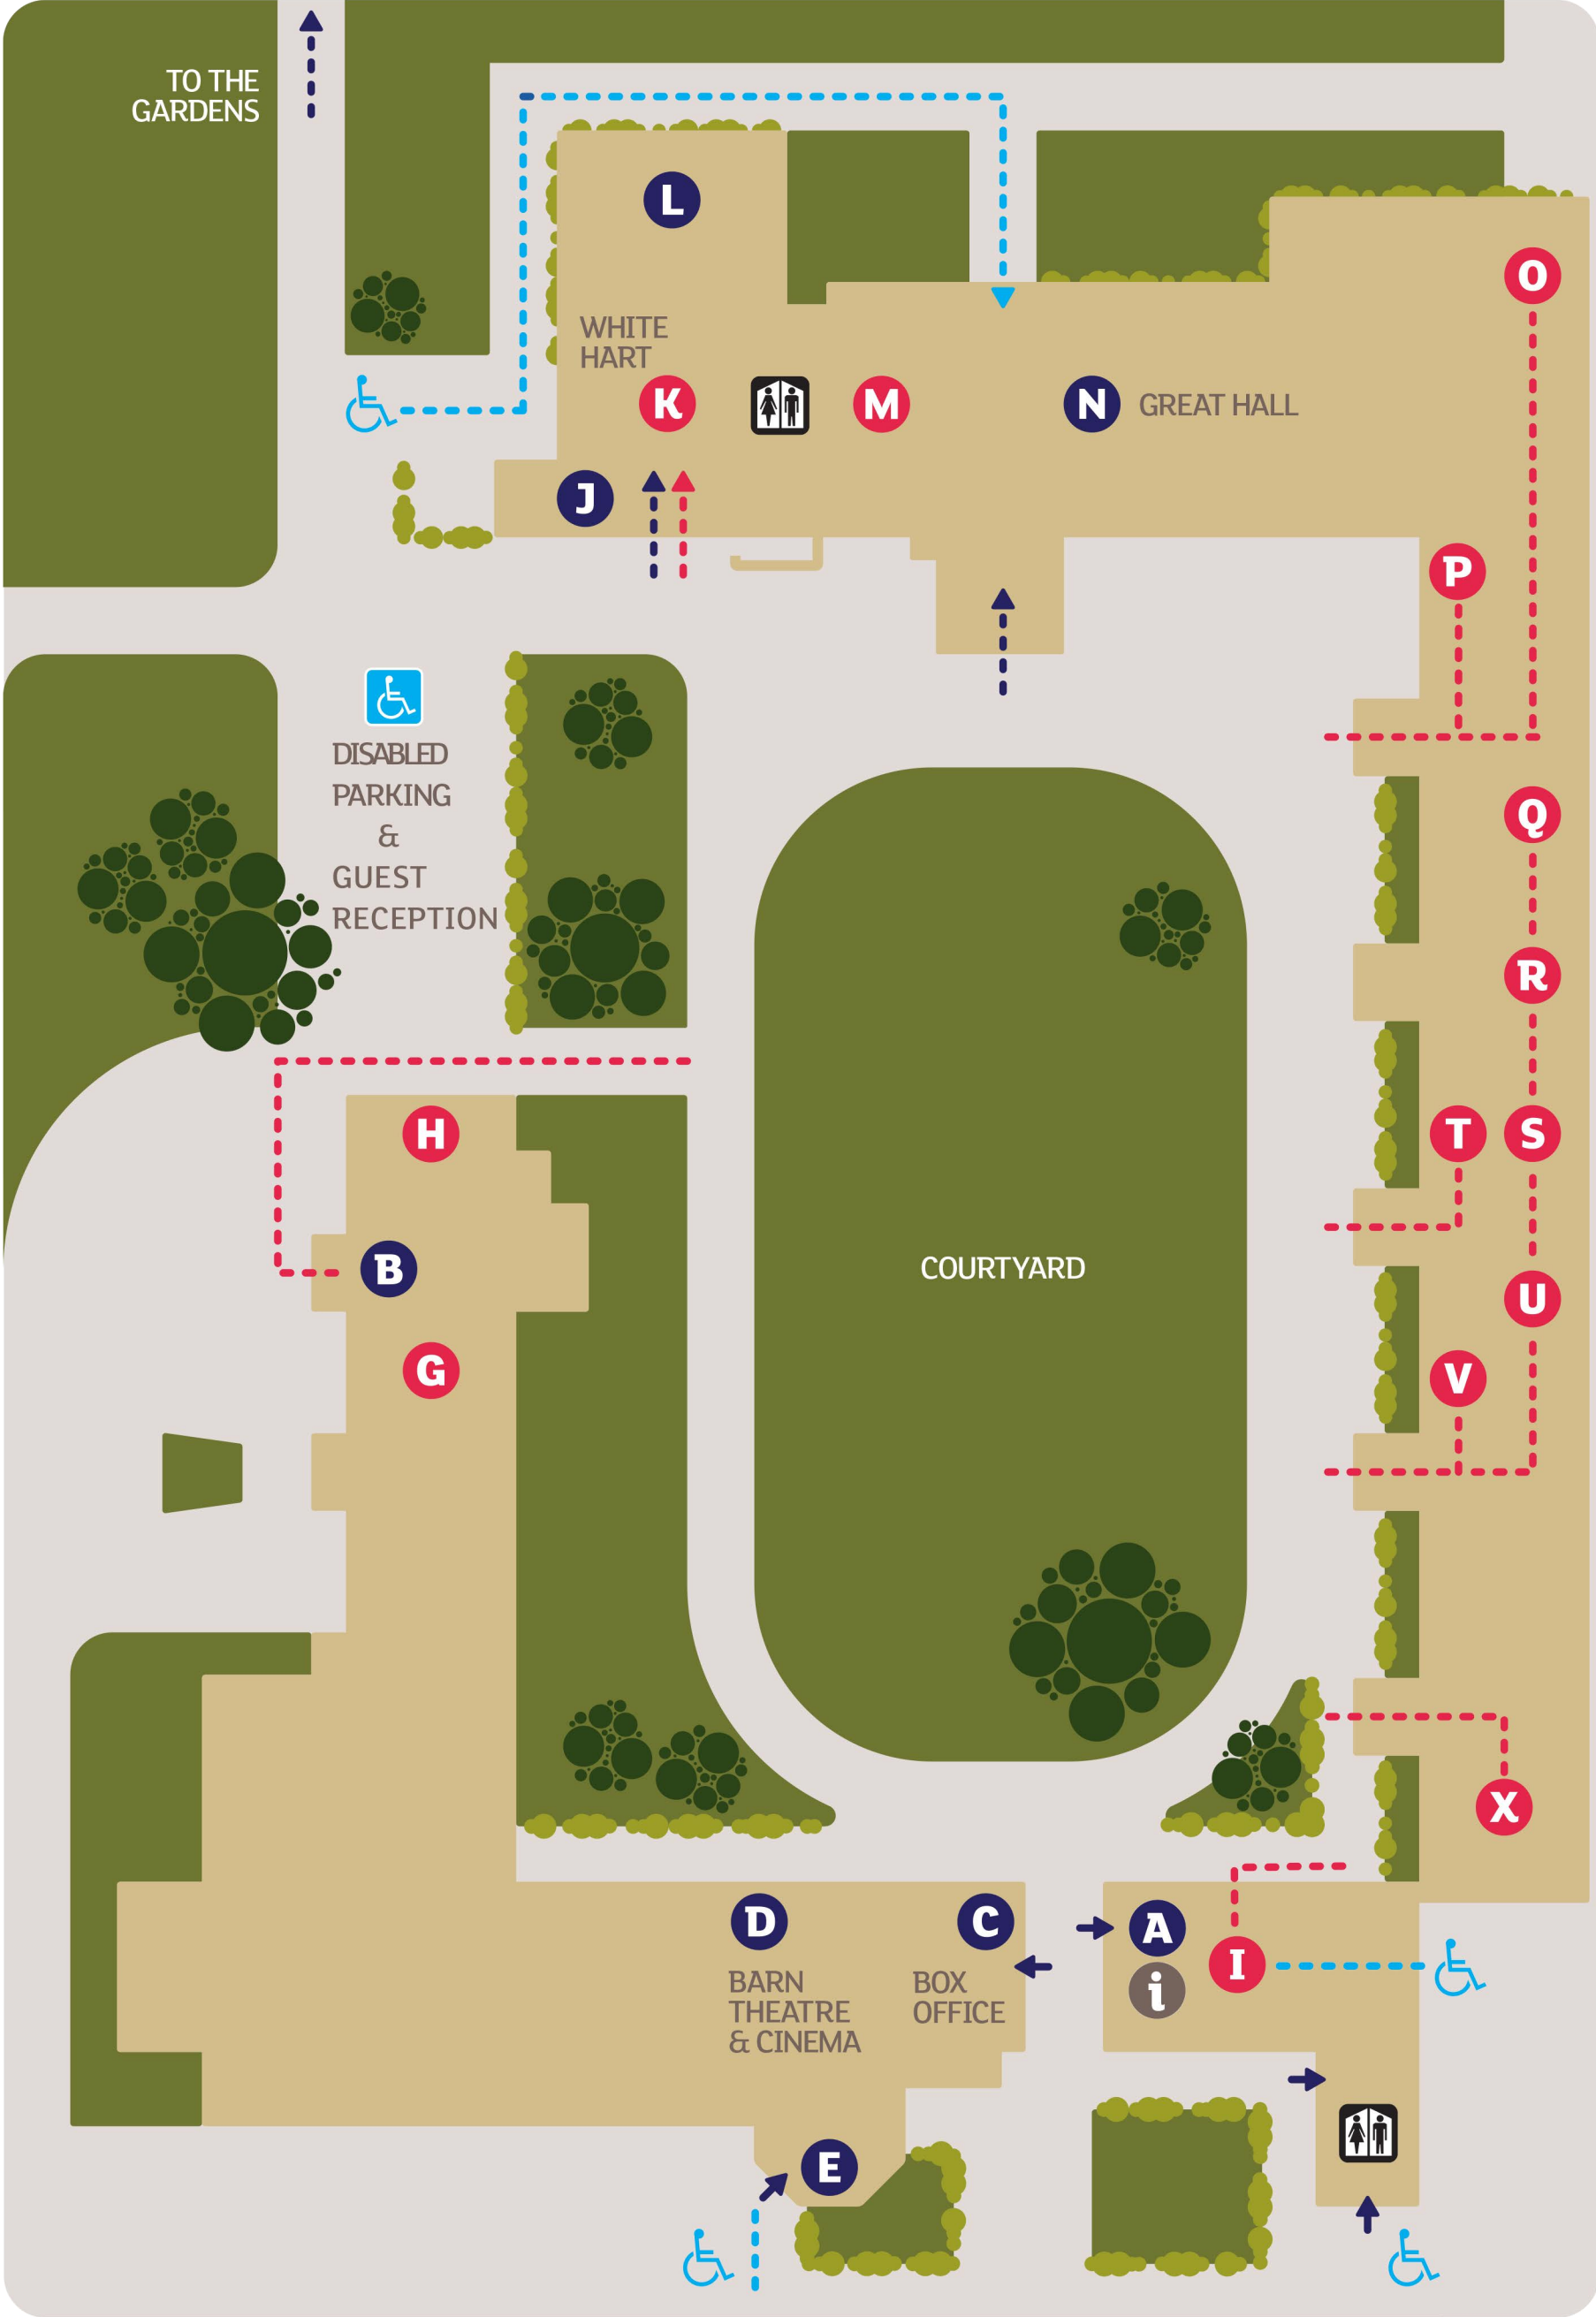 TO THE
GARDENS
L
O
WHITE
HART
K
M
N
GREAT HALL
J
P
DISABLED
PARKING
&
GUEST
RECEPTION
Q
R
H
T
S
B
COURTYARD
U
G
V
X
D
C
A
I
i
BARN
THEATRE
& CINEMA
BOX
OFFICE
E